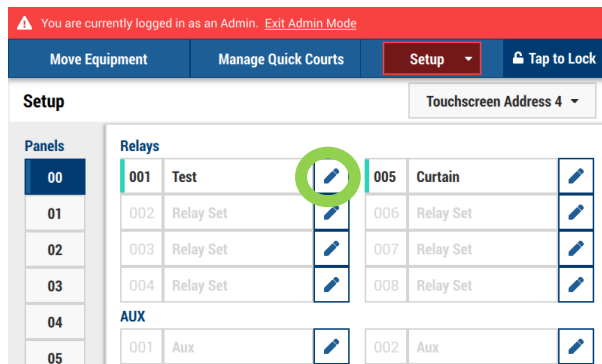 You are currently logged in as an Admin. Exit Admin Mode
Move Equipment Manage Quick Courts Setup Tap to Lock
Setup Touchscreen Address 4
Panels Relays
00 001 Test 005 Curtain
01 002 Relay Set 006 Relay Set
02 003 Relay Set 007 Relay Set
03 004 Relay Set 008 Relay Set
04 AUX
05 001 Aux 002 Aux